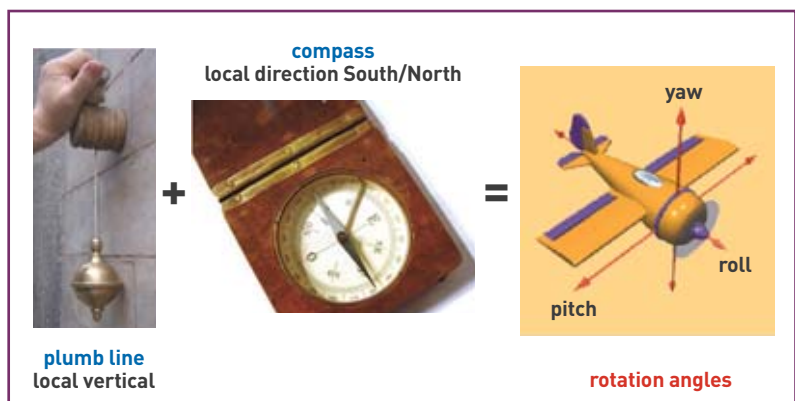 compass
local direction South/North
+
=
yaw
roll
pitch
plumb line
local vertical
rotation angles